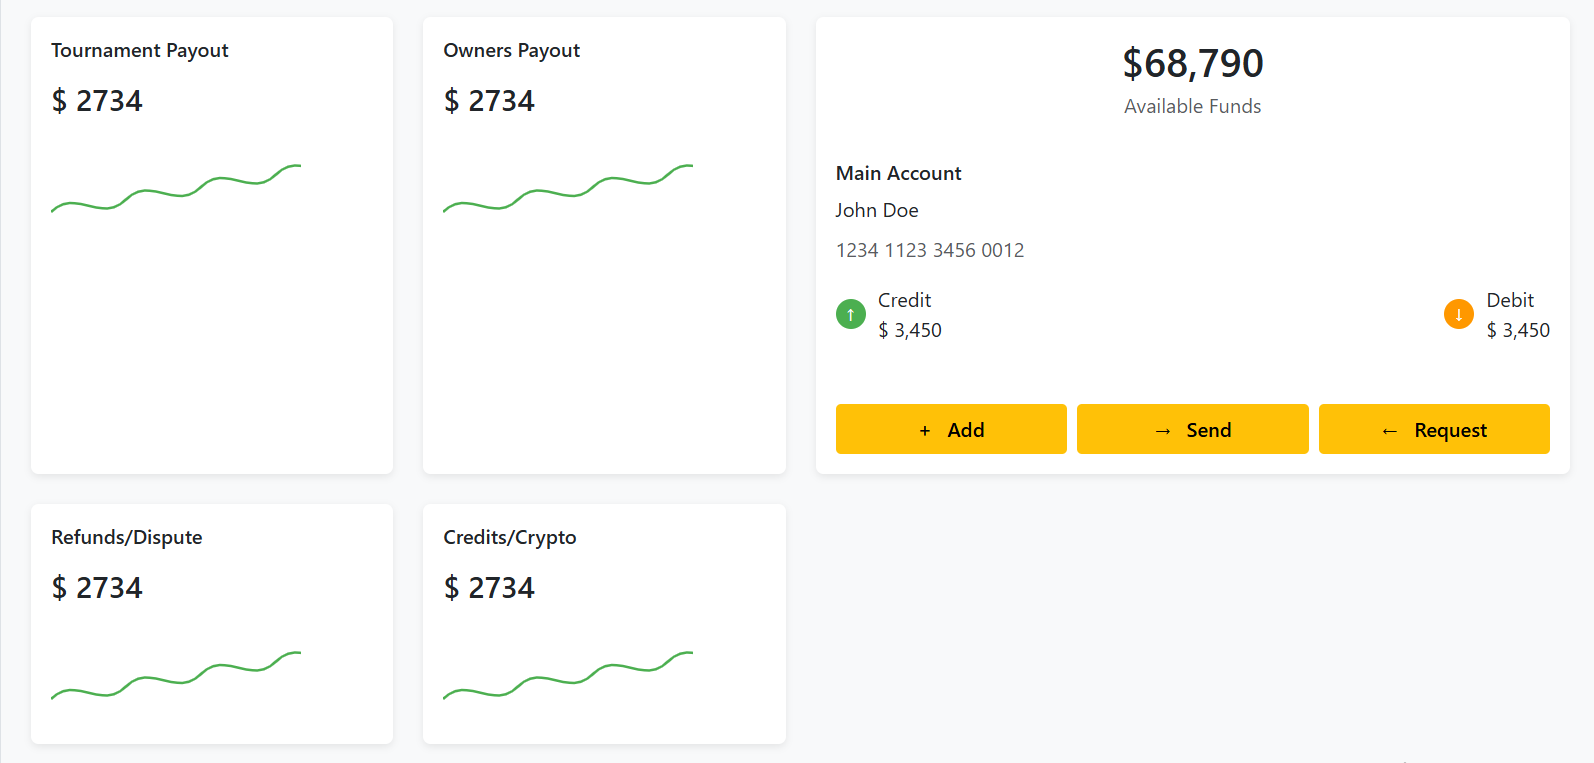 Tournament Payout
$ 2734
Owners Payout
$ 2734
$68,790
Available Funds
Main Account
John Doe
1234 1123 3456 0012
↑ Credit
$ 3,450
↓ Debit
$ 3,450
+ Add
→ Send
← Request
Refunds/Dispute
$ 2734
Credits/Crypto
$ 2734